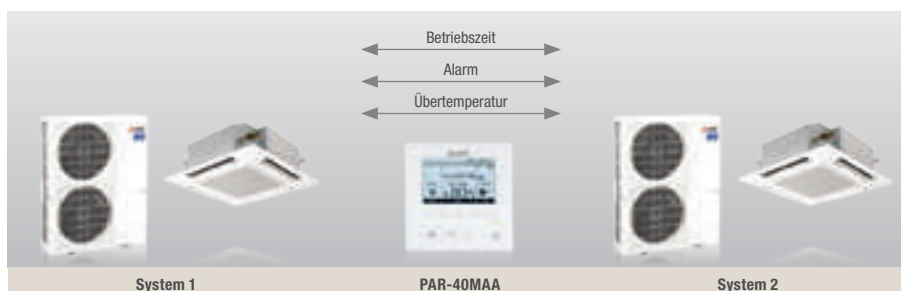 Betriebszeit
Alarm
Übertemperatur
System 1
PAR-40MAA
System 2